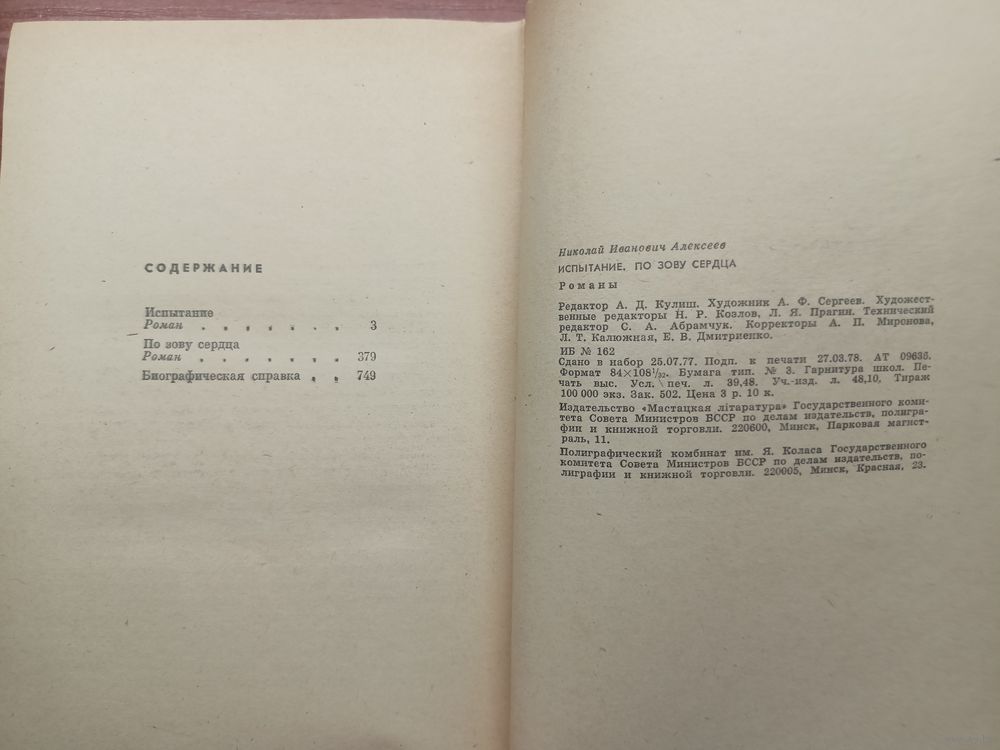 СОДЕРЖАНИЕ
Испытание
Роман . . . . . . . 3
По зову сердца
Роман . . . . . . . 379
Биографическая справка . . 749
Николай Иванович Алексеев
ИСПЫТАНИЕ. ПО ЗОВУ СЕРДЦА
Романы
Редактор А. Д. Кулиш. Художник А. Ф. Сергеев. Художест-
венные редакторы Н. Р. Козлов, Л. Я. Прагин. Технический
редактор С. А. Абрамчук. Корректоры А. П. Миронова,
Л. Т. Калюжная, Е. В. Дмитриенко.
ИБ № 162
Сдано в набор 25.07.77. Подп. к печати 27.03.78. АТ 09636.
Формат 84×108¹/₃₂. Бумага тип. № 3. Гарнитура школ. Пе-
чать выс. Усл. печ. л. 39,48. Уч.-изд. л. 48,10. Тираж
100 000 экз. Зак. 502. Цена 3 р. 10 к.
Издательство «Мастацкая літаратура» Государственного коми-
тета Совета Министров БССР по делам издательств, полигра-
фии и книжной торговли. 220600, Минск, Парковая магист-
раль, 11.
Полиграфический комбинат им. Я. Коласа Государственного
комитета Совета Министров БССР по делам издательств, по-
лиграфии и книжной торговли. 220005, Минск, Красная, 23.